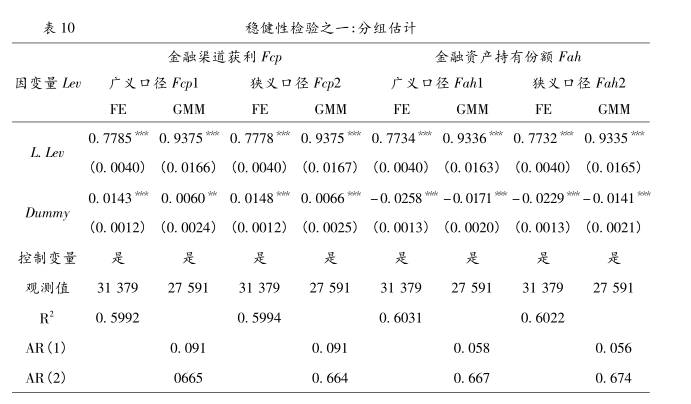 表 10 稳健性检验之一:分组估计
金融渠道获利 Fcp 金融资产持有份额 Fah
因变量 Lev 广义口径 Fcp1 狭义口径 Fcp2 广义口径 Fah1 狭义口径 Fah2
FE GMM FE GMM FE GMM FE GMM
L. Lev 0. 7785*** 0. 9375*** 0. 7778*** 0. 9375*** 0. 7734*** 0. 9336*** 0. 7732*** 0. 9335***
(0. 0040) (0. 0166) (0. 0040) (0. 0167) (0. 0040) (0. 0163) (0. 0040) (0. 0165)
Dummy 0. 0143*** 0. 0060** 0. 0148*** 0. 0066*** -0. 0258*** -0. 0171*** -0. 0229*** -0. 0141***
(0. 0012) (0. 0024) (0. 0012) (0. 0025) (0. 0013) (0. 0020) (0. 0013) (0. 0021)
控制变量 是 是 是 是 是 是 是 是
观测值 31 379 27 591 31 379 27 591 31 379 27 591 31 379 27 591
R² 0. 5992 0. 5994 0. 6031 0. 6022
AR(1) 0. 091 0. 091 0. 058 0. 056
AR(2) 0665 0. 664 0. 667 0. 674